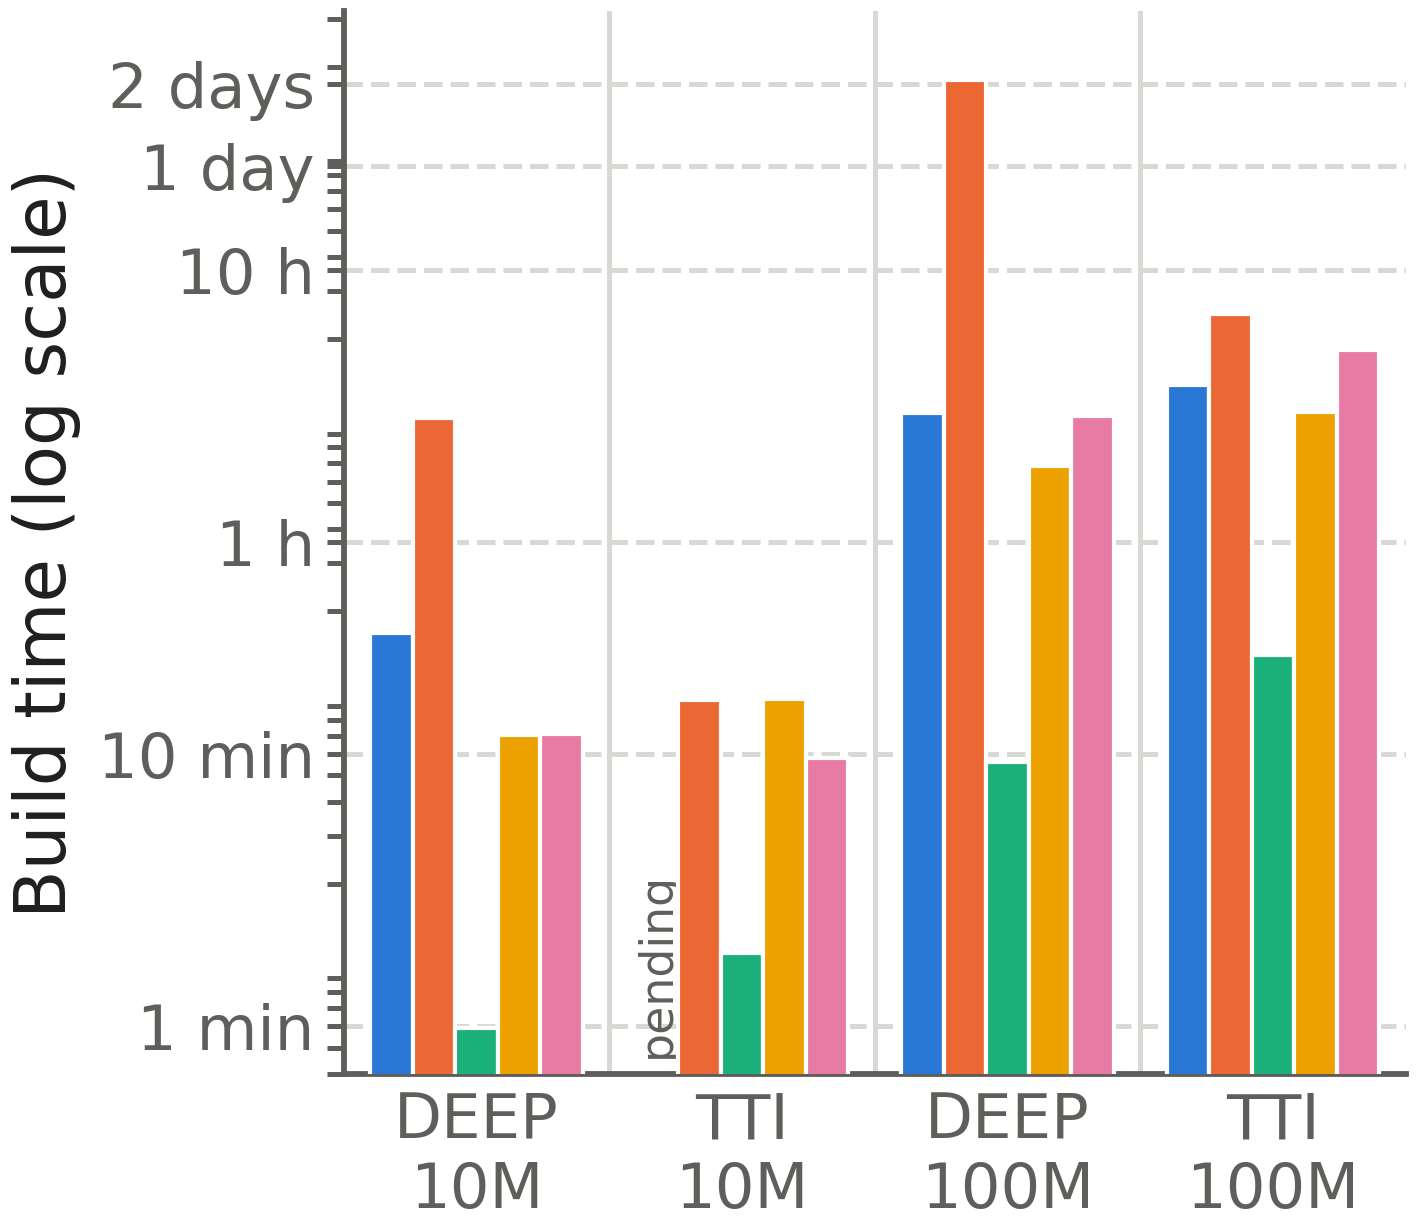 Build time (log scale)
2 days
1 day
10 h
1 h
10 min
1 min
pending
DEEP
10M
TTI
10M
DEEP
100M
TTI
100M